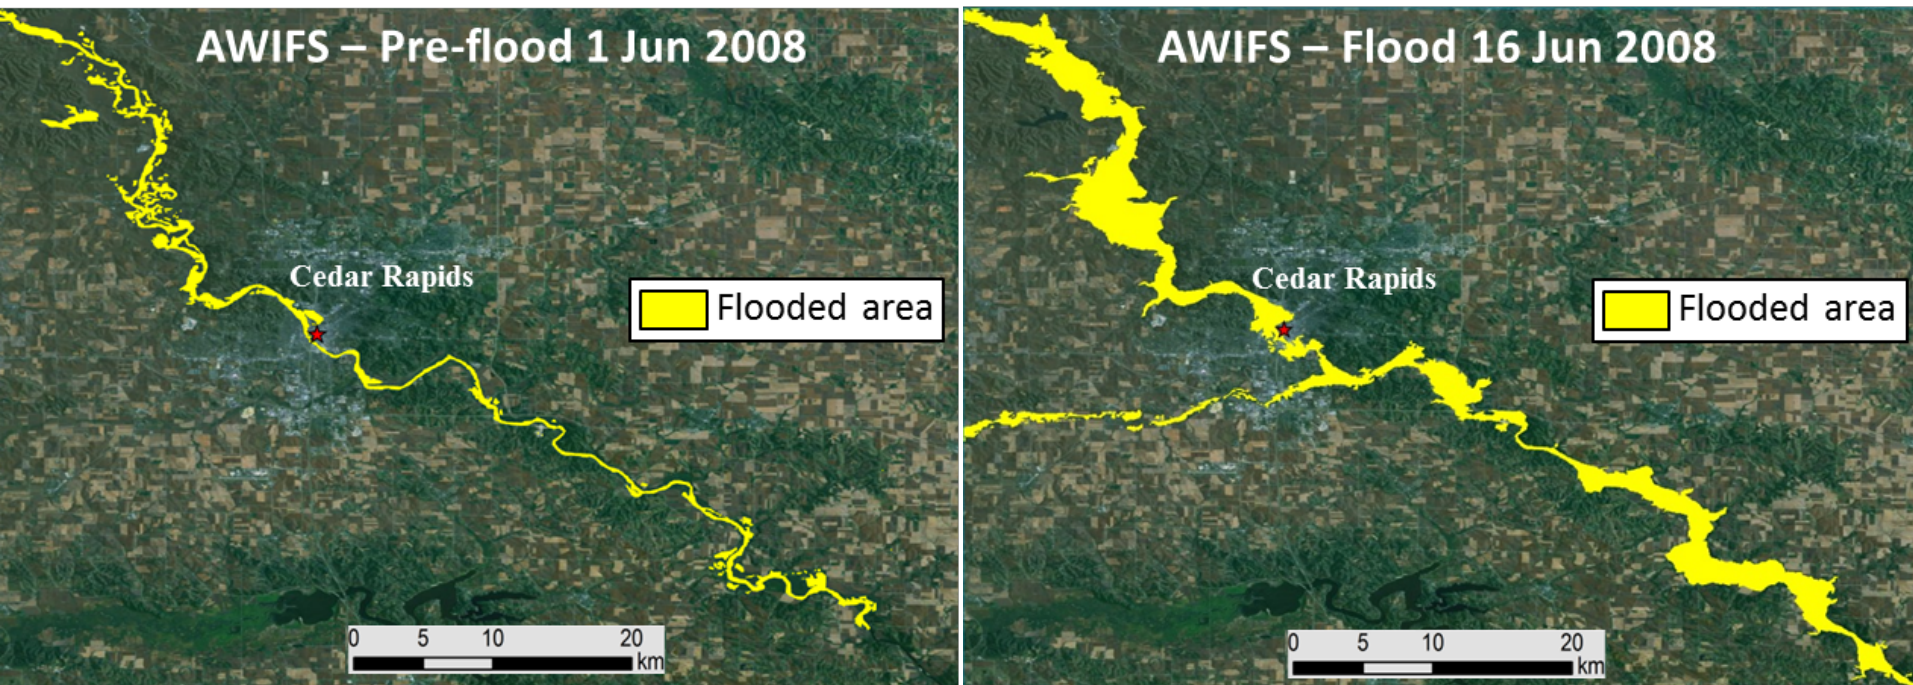 AWIFS – Pre-flood 1 Jun 2008
Cedar Rapids
Flooded area
0 5 10 20
km
AWIFS – Flood 16 Jun 2008
Cedar Rapids
Flooded area
0 5 10 20
km